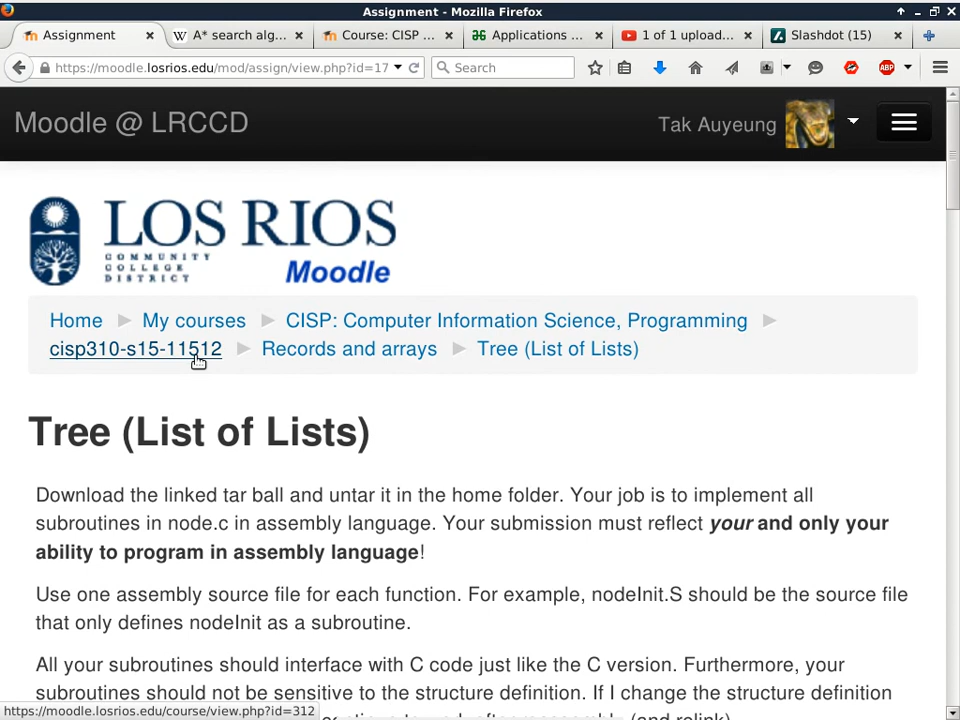 Assignment - Mozilla Firefox
Assignment
A* search alg...
Course: CISP ...
Applications ...
1 of 1 upload...
Slashdot (15)
https://moodle.losrios.edu/mod/assign/view.php?id=17
Search
ABP
Moodle @ LRCCD
Tak Auyeung
LOS RIOS
COMMUNITY
COLLEGE
DISTRICT
Moodle
Home ▶ My courses ▶ CISP: Computer Information Science, Programming ▶
cisp310-s15-11512 ▶ Records and arrays ▶ Tree (List of Lists)
Tree (List of Lists)
Download the linked tar ball and untar it in the home folder. Your job is to implement all
subroutines in node.c in assembly language. Your submission must reflect your and only your
ability to program in assembly language!
Use one assembly source file for each function. For example, nodeInit.S should be the source file
that only defines nodeInit as a subroutine.
All your subroutines should interface with C code just like the C version. Furthermore, your
subroutines should not be sensitive to the structure definition. If I change the structure definition
https://moodle.losrios.edu/course/view.php?id=312
(and relink)